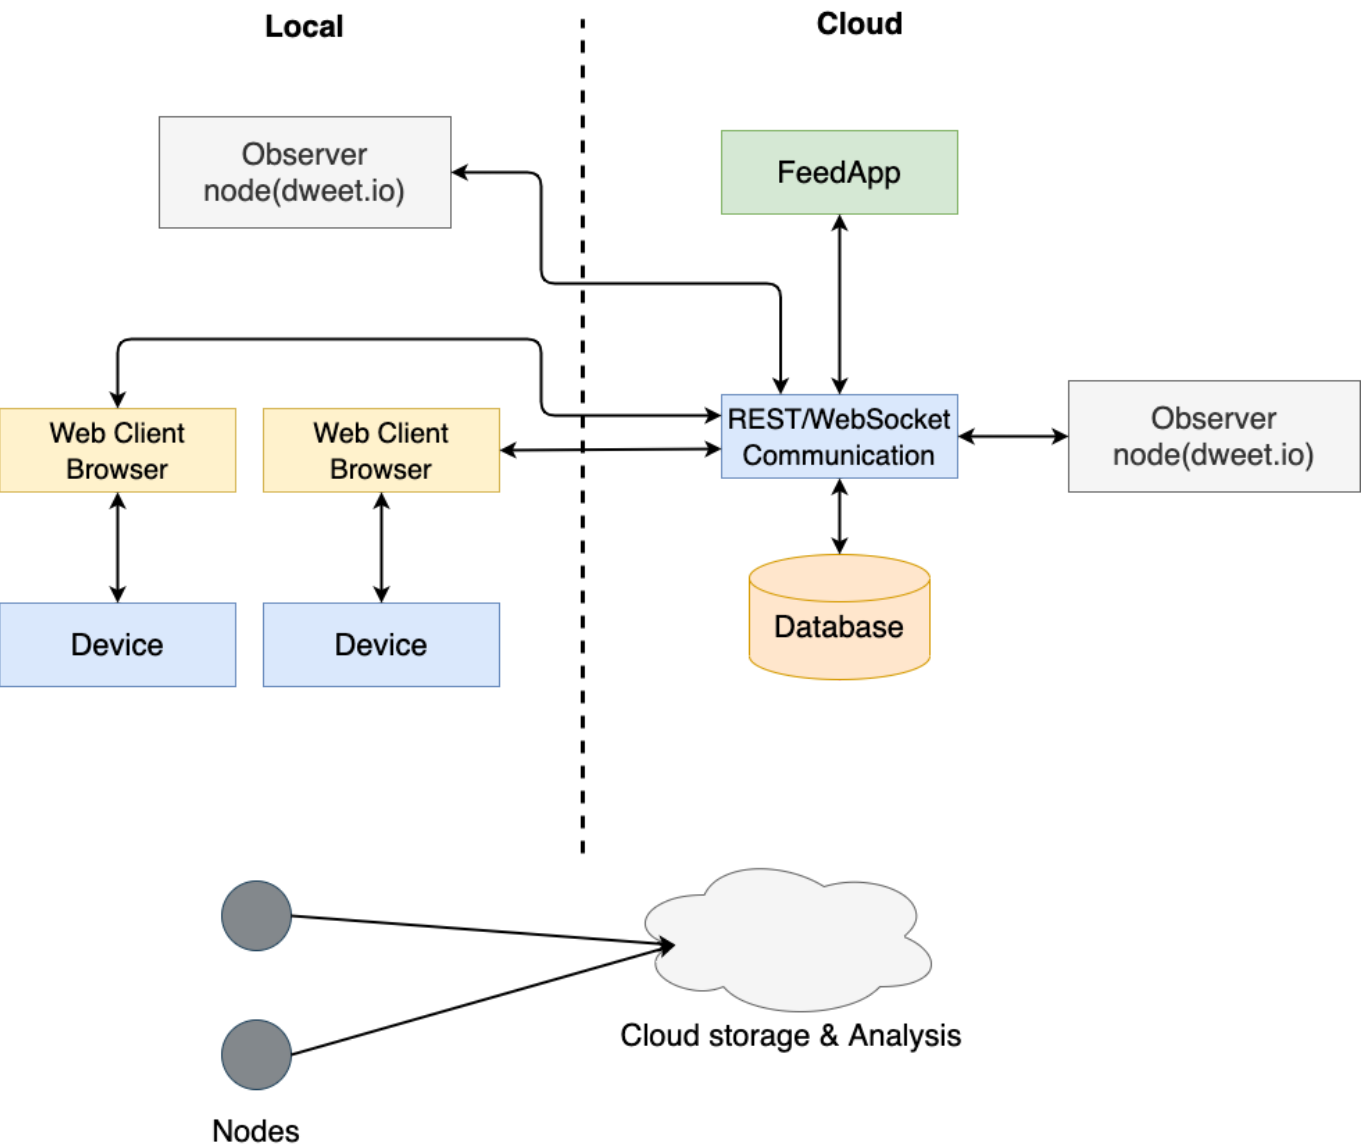 Local
Cloud
Observer
node(dweet.io)
FeedApp
Web Client
Browser
Web Client
Browser
REST/WebSocket
Communication
Observer
node(dweet.io)
Device
Device
Database
Cloud storage & Analysis
Nodes